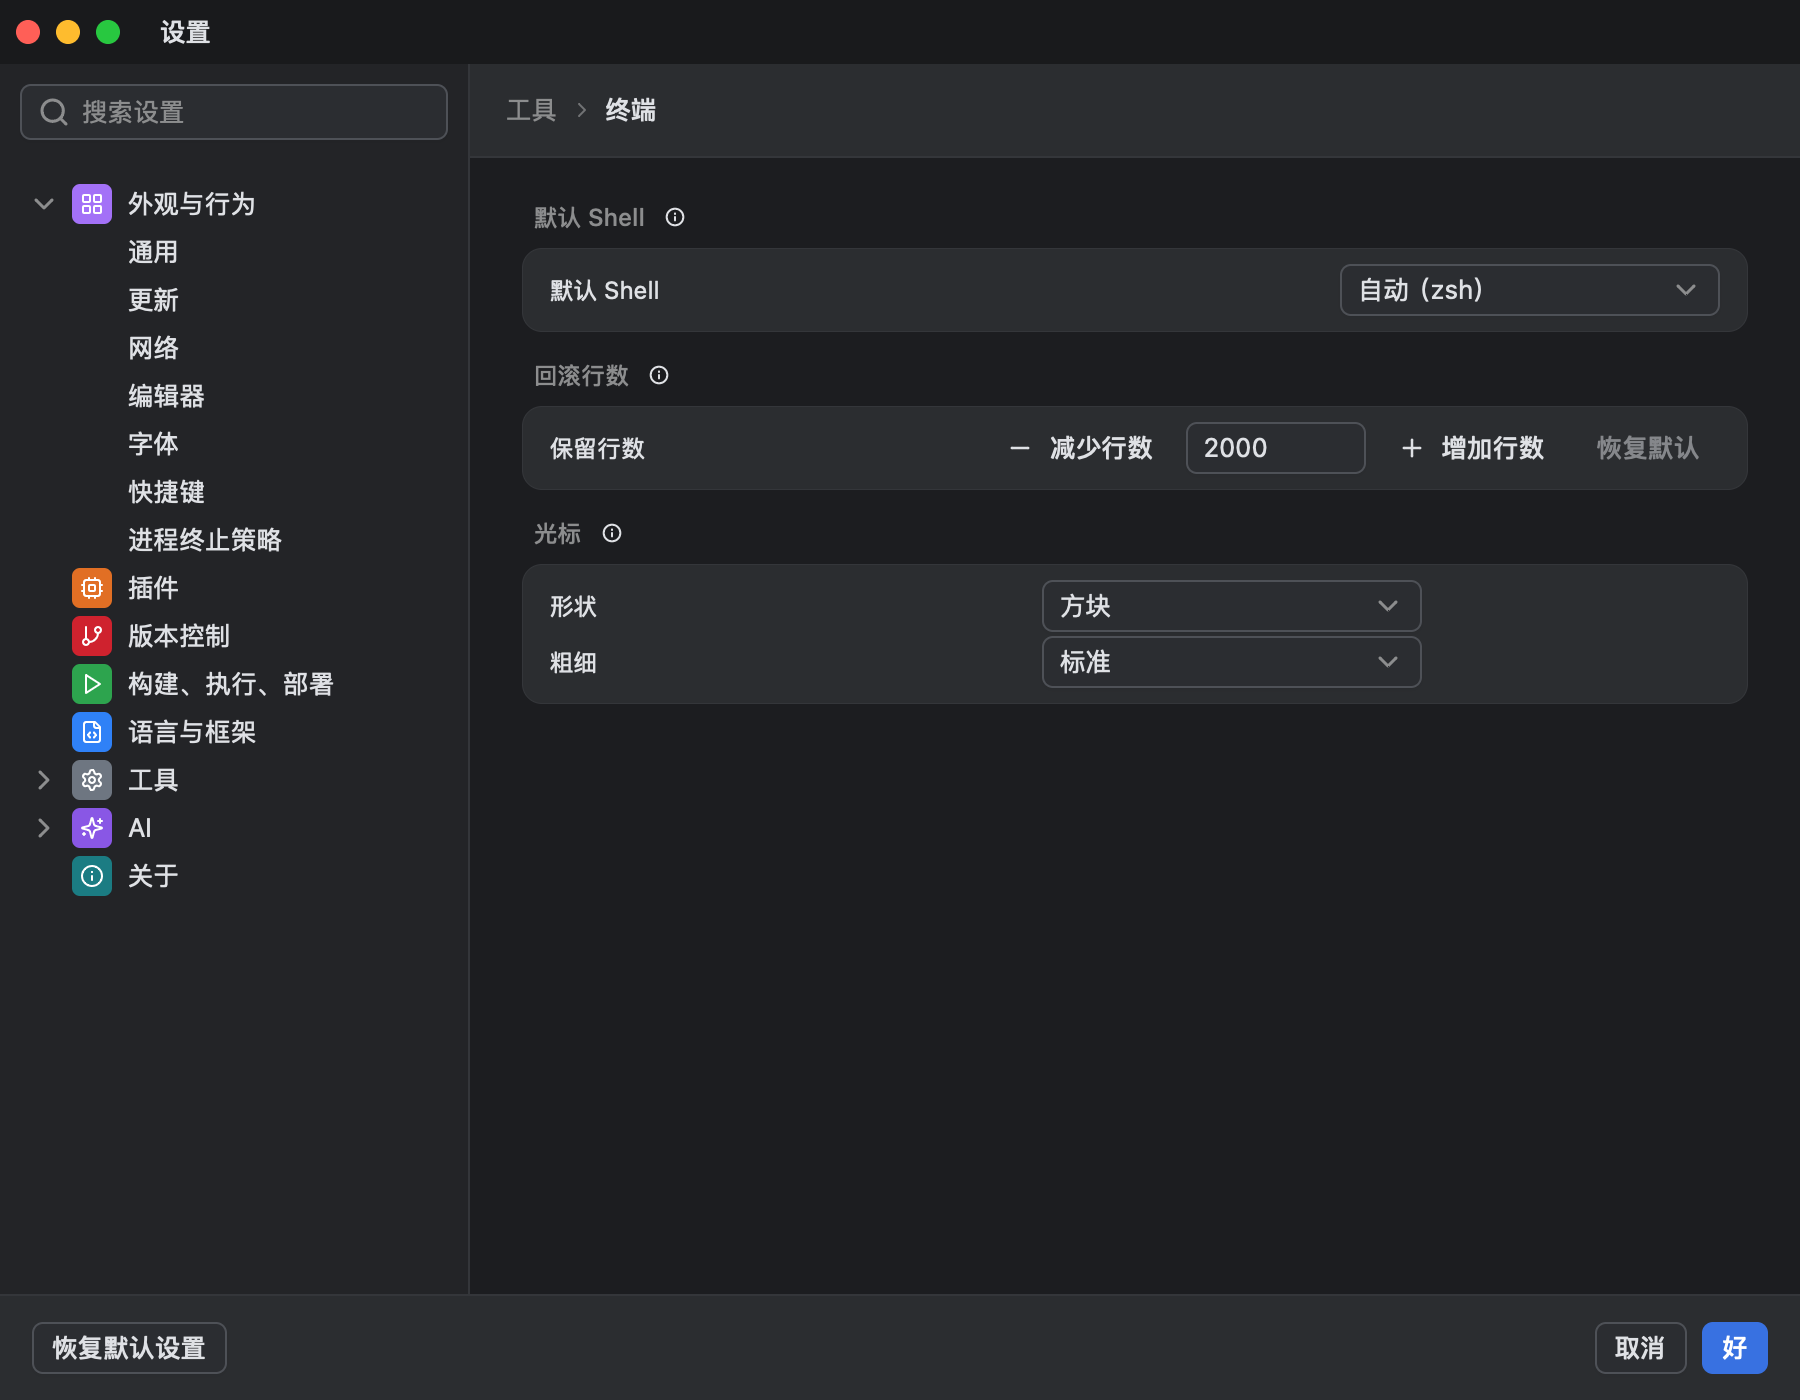 设置
搜索设置
外观与行为
通用
更新
网络
编辑器
字体
快捷键
进程终止策略
插件
版本控制
构建、执行、部署
语言与框架
工具
AI
关于
工具 > 终端
默认 Shell
默认 Shell 自动（zsh）
回滚行数
保留行数 − 减少行数 2000 + 增加行数 恢复默认
光标
形状 方块
粗细 标准
恢复默认设置 取消 好